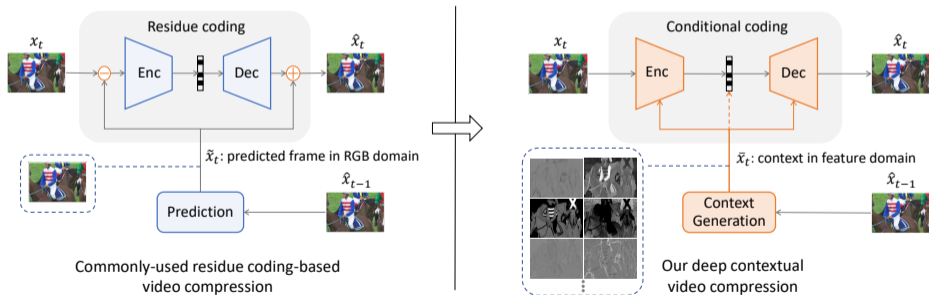 Residue coding
x_t
x̂_t
Enc
Dec
x̃_t: predicted frame in RGB domain
x̂_{t−1}
Prediction
Commonly-used residue coding-based
video compression
Conditional coding
x_t
x̂_t
Enc
Dec
x̄_t: context in feature domain
x̂_{t−1}
Context
Generation
Our deep contextual
video compression